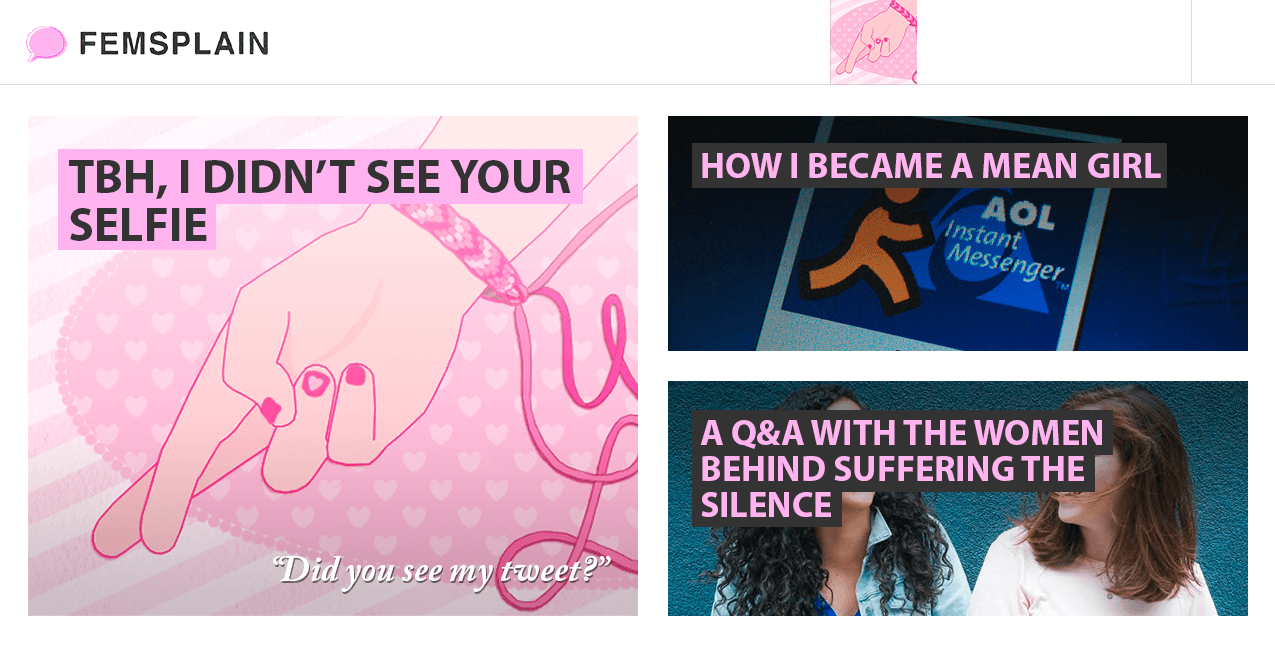 FEMSPLAIN
TBH, I DIDN’T SEE YOUR
SELFIE
“Did you see my tweet?”
HOW I BECAME A MEAN GIRL
AOL
Instant
Messenger
TM
A Q&A WITH THE WOMEN
BEHIND SUFFERING THE
SILENCE